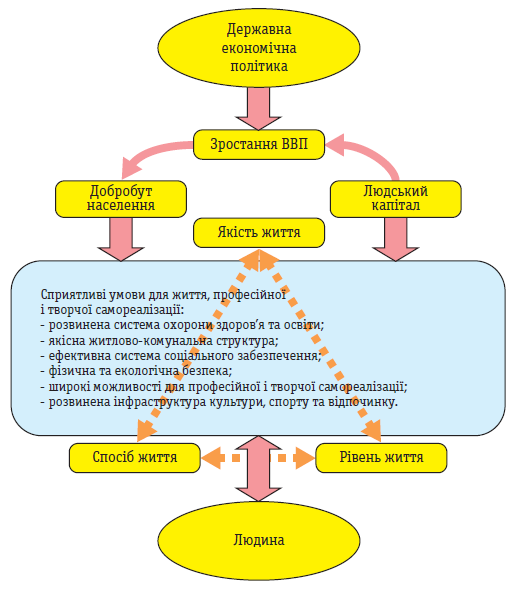 Державна
економічна
політика
Зростання ВВП
Добробут
населення
Людський
капітал
Якість життя
Сприятливі умови для життя, професійної
і творчої самореалізації:
- розвинена система охорони здоров’я та освіти;
- якісна житлово-комунальна структура;
- ефективна система соціального забезпечення;
- фізична та екологічна безпека;
- широкі можливості для професійної і творчої самореалізації;
- розвинена інфраструктура культури, спорту та відпочинку.
Спосіб життя
Рівень життя
Людина